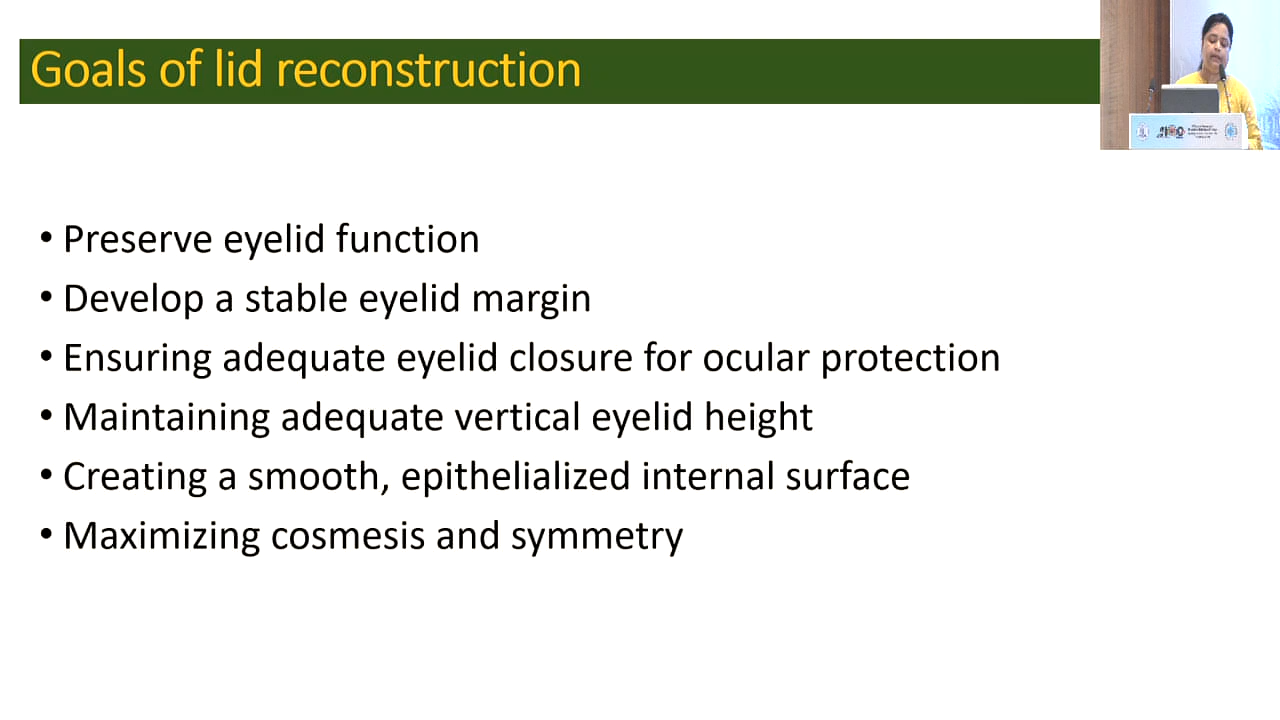 Goals of lid reconstruction
• Preserve eyelid function
• Develop a stable eyelid margin
• Ensuring adequate eyelid closure for ocular protection
• Maintaining adequate vertical eyelid height
• Creating a smooth, epithelialized internal surface
• Maximizing cosmesis and symmetry